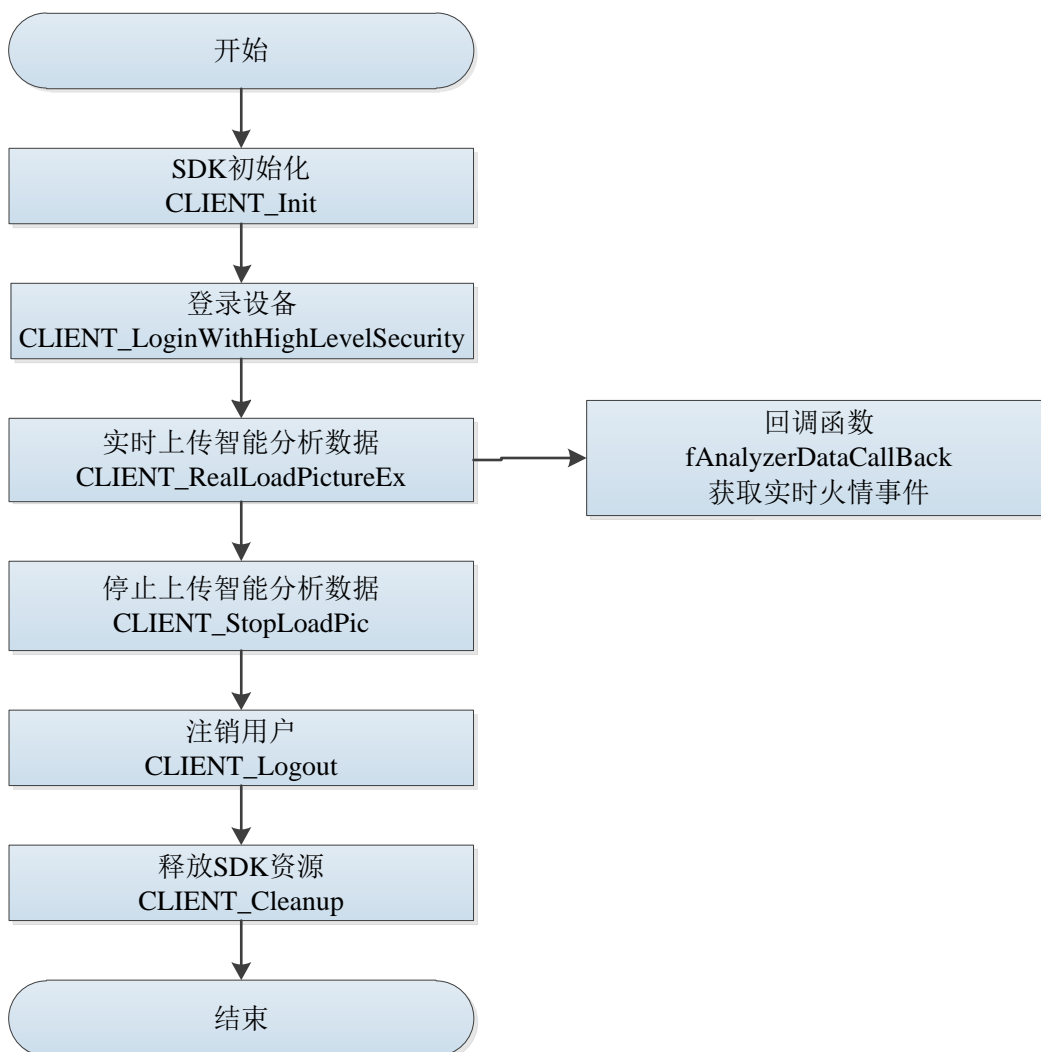 开始
SDK初始化
CLIENT_Init
登录设备
CLIENT_LoginWithHighLevelSecurity
实时上传智能分析数据
CLIENT_RealLoadPictureEx
回调函数
fAnalyzerDataCallBack
获取实时火情事件
停止上传智能分析数据
CLIENT_StopLoadPic
注销用户
CLIENT_Logout
释放SDK资源
CLIENT_Cleanup
结束